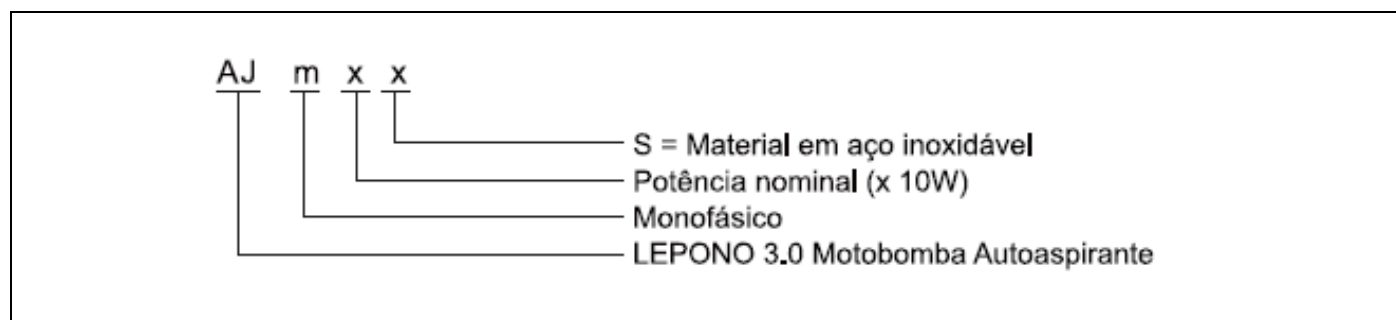 AJ m x x
S = Material em aço inoxidável
Potência nominal (x 10W)
Monofásico
LEPONO 3.0 Motobomba Autoaspirante